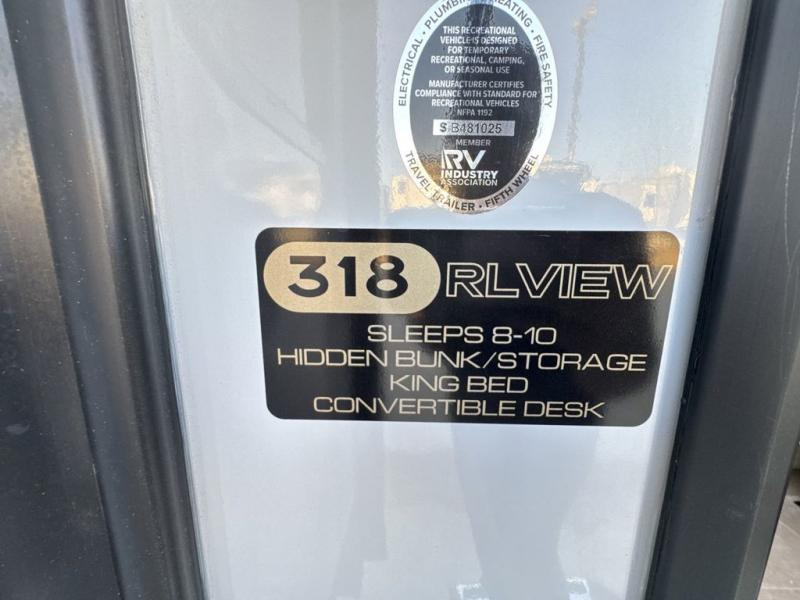 ELECTRICAL • PLUMBING • HEATING • FIRE SAFETY
THIS RECREATIONAL
VEHICLE IS DESIGNED
FOR TEMPORARY
RECREATIONAL, CAMPING,
OR SEASONAL USE
MANUFACTURER CERTIFIES
COMPLIANCE WITH STANDARD FOR
RECREATIONAL VEHICLES
NFPA 1192
S B481025
MEMBER
RV
INDUSTRY
ASSOCIATION
TRAVEL TRAILER • FIFTH WHEEL
318 RLVIEW
SLEEPS 8-10
HIDDEN BUNK/STORAGE
KING BED
CONVERTIBLE DESK